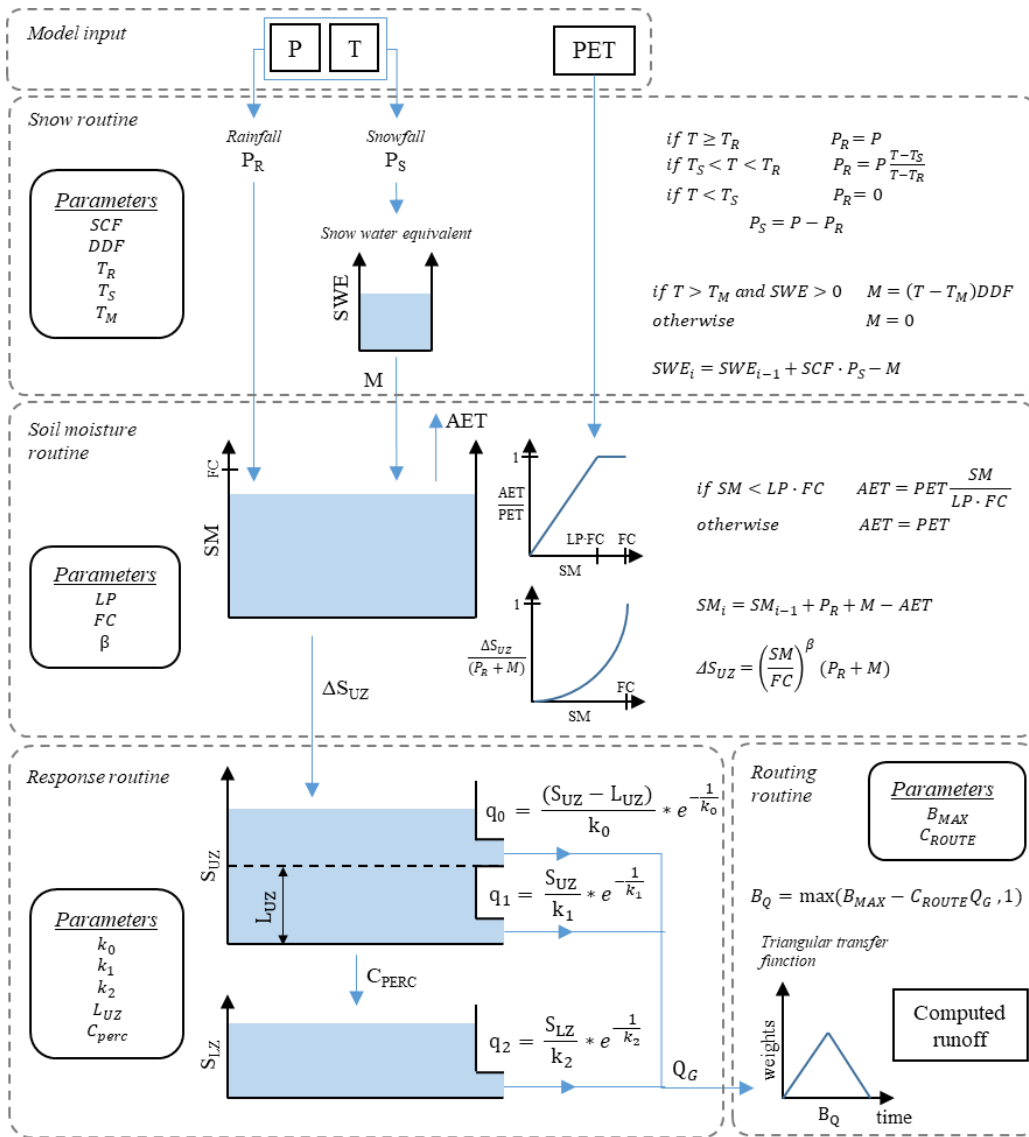 Model input
P
T
PET
Snow routine
Rainfall
P_R
Snowfall
P_S
Snow water equivalent
SWE
M
Parameters
SCF
DDF
T_R
T_S
T_M
if T ≥ T_R P_R = P
if T_S < T < T_R P_R = P (T−T_S)/(T−T_R)
if T < T_S P_R = 0
P_S = P − P_R
if T > T_M and SWE > 0 M = (T − T_M)DDF
otherwise M = 0
SWE_i = SWE_{i−1} + SCF · P_S − M
Soil moisture
routine
Parameters
LP
FC
β
FC
SM
AET
1
AET/PET
LP·FC FC
SM
1
ΔS_UZ/(P_R + M)
FC
SM
if SM < LP · FC AET = PET SM/(LP · FC)
otherwise AET = PET
SM_i = SM_{i−1} + P_R + M − AET
ΔS_UZ = (SM/FC)^β (P_R + M)
ΔS_UZ
Response routine
Parameters
k_0
k_1
k_2
L_UZ
C_perc
S_UZ
L_UZ
q_0 = (S_UZ − L_UZ)/k_0 * e^{−1/k_0}
q_1 = S_UZ/k_1 * e^{−1/k_1}
C_PERC
S_LZ
q_2 = S_LZ/k_2 * e^{−1/k_2}
Q_G
Routing
routine
Parameters
B_MAX
C_ROUTE
B_Q = max(B_MAX − C_ROUTE Q_G , 1)
Triangular transfer
function
weights
B_Q
time
Computed
runoff